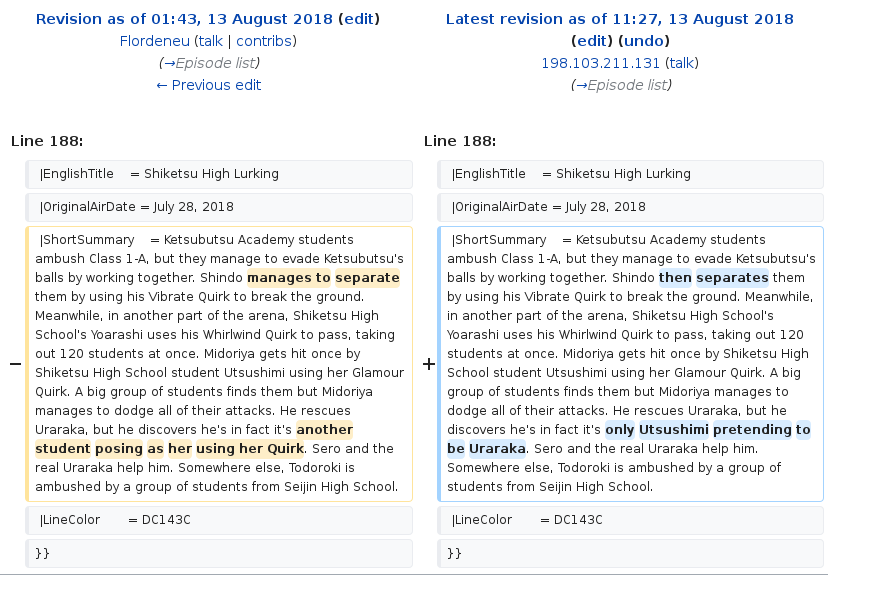 Revision as of 01:43, 13 August 2018 (edit)
Flordeneu (talk | contribs)
(→Episode list)
← Previous edit
Latest revision as of 11:27, 13 August 2018
(edit) (undo)
198.103.211.131 (talk)
(→Episode list)
Line 188:
Line 188:
|EnglishTitle = Shiketsu High Lurking
|EnglishTitle = Shiketsu High Lurking
|OriginalAirDate = July 28, 2018
|OriginalAirDate = July 28, 2018
−
|ShortSummary = Ketsubutsu Academy students
ambush Class 1-A, but they manage to evade Ketsubutsu's
balls by working together. Shindo manages to separate
them by using his Vibrate Quirk to break the ground.
Meanwhile, in another part of the arena, Shiketsu High
School's Yoarashi uses his Whirlwind Quirk to pass, taking
out 120 students at once. Midoriya gets hit once by
Shiketsu High School student Utsushimi using her Glamour
Quirk. A big group of students finds them but Midoriya
manages to dodge all of their attacks. He rescues
Uraraka, but he discovers he's in fact it's another
student posing as her using her Quirk. Sero and the
real Uraraka help him. Somewhere else, Todoroki is
ambushed by a group of students from Seijin High School.
+
|ShortSummary = Ketsubutsu Academy students
ambush Class 1-A, but they manage to evade Ketsubutsu's
balls by working together. Shindo then separates them
by using his Vibrate Quirk to break the ground. Meanwhile,
in another part of the arena, Shiketsu High School's
Yoarashi uses his Whirlwind Quirk to pass, taking out 120
students at once. Midoriya gets hit once by Shiketsu High
School student Utsushimi using her Glamour Quirk. A big
group of students finds them but Midoriya manages to
dodge all of their attacks. He rescues Uraraka, but he
discovers he's in fact it's only Utsushimi pretending to
be Uraraka. Sero and the real Uraraka help him.
Somewhere else, Todoroki is ambushed by a group of
students from Seijin High School.
|LineColor = DC143C
|LineColor = DC143C
}}
}}